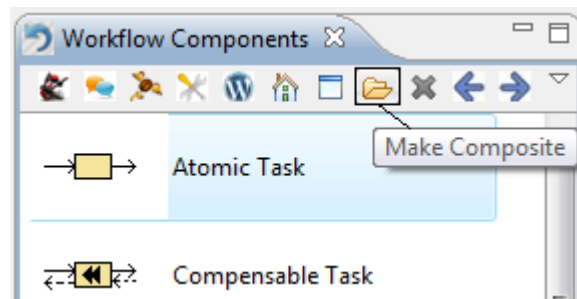 Workflow Components
Make Composite
Atomic Task
Compensable Task